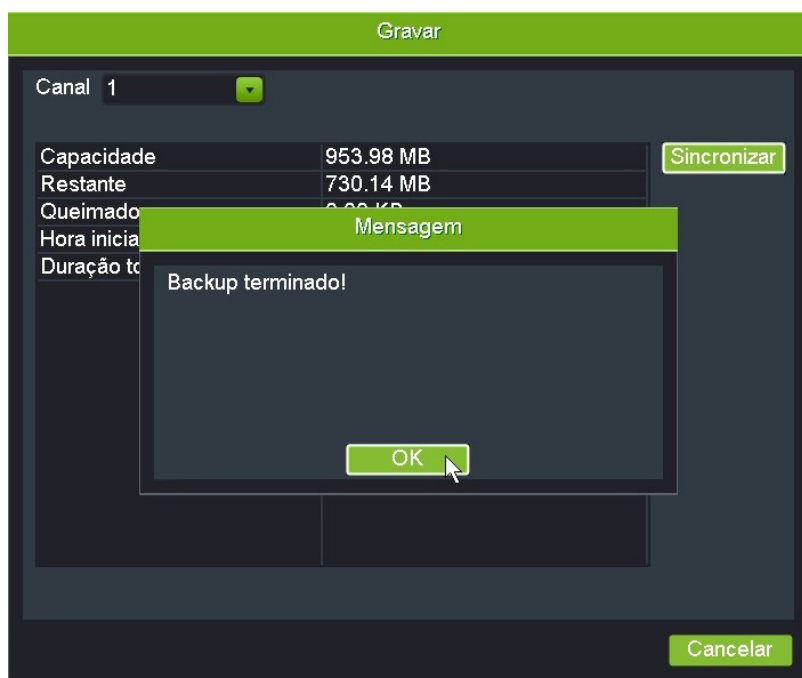 Gravar
Canal 1
Capacidade 953.98 MB
Sincronizar
Restante 730.14 MB
Queimado
Hora inicia
Duração
Mensagem
Backup terminado!
OK
Cancelar